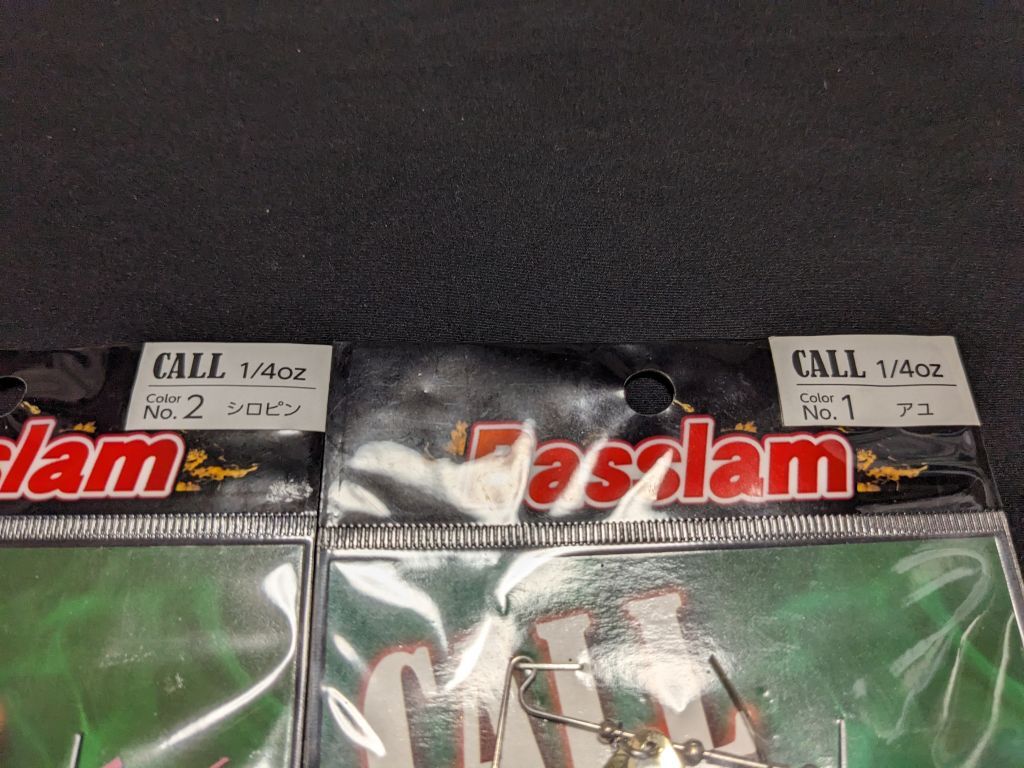 CALL 1/4oz
Color No. 2 シロピン
slam
CALL 1/4oz
Color No. 1 アユ
Basslam
CALL